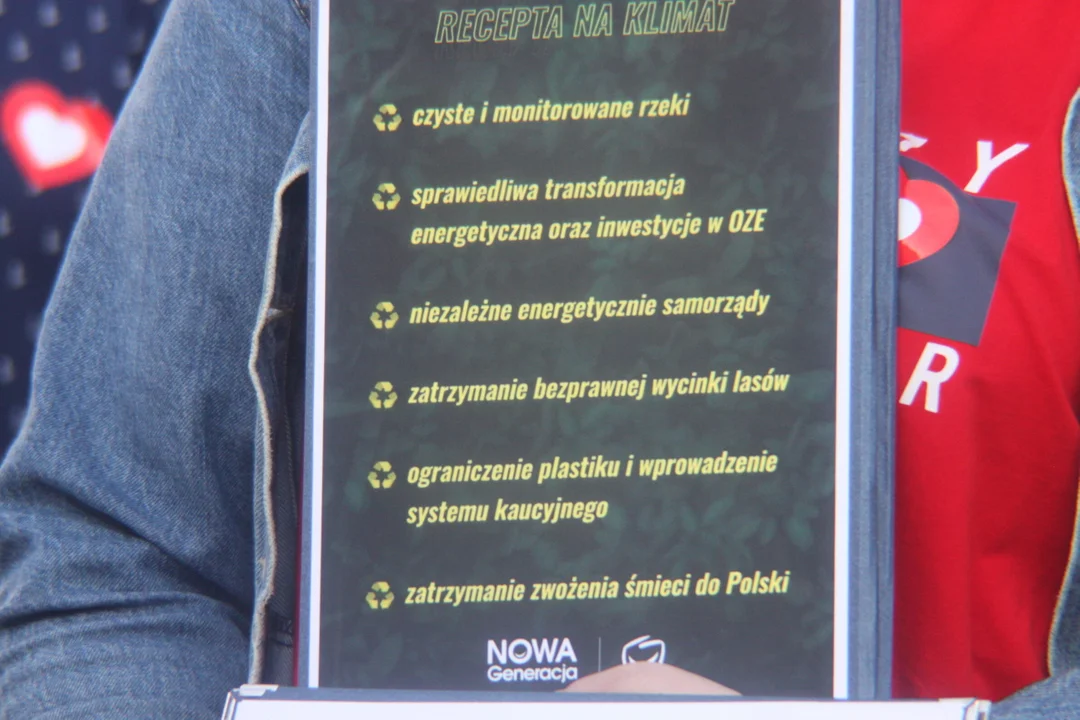 RECEPTA NA KLIMAT
czyste i monitorowane rzeki
sprawiedliwa transformacja
energetyczna oraz inwestycje w OZE
niezależne energetycznie samorządy
zatrzymanie bezprawnej wycinki lasów
ograniczenie plastiku i wprowadzenie
systemu kaucyjnego
zatrzymanie zwożenia śmieci do Polski
NOWA
Generacja
Y
R